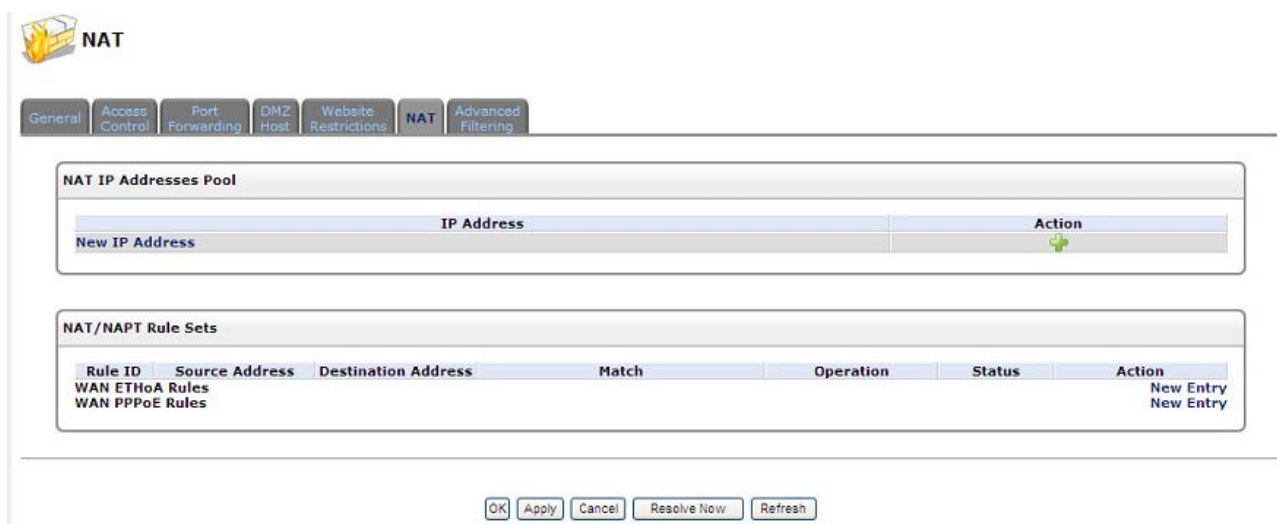 NAT
General Access Control Port Forwarding DMZ Host Website Restrictions NAT Advanced Filtering
NAT IP Addresses Pool
IP Address Action
New IP Address
NAT/NAPT Rule Sets
Rule ID Source Address Destination Address Match Operation Status Action
WAN ETHoA Rules New Entry
WAN PPPoE Rules New Entry
OK Apply Cancel Resolve Now Refresh